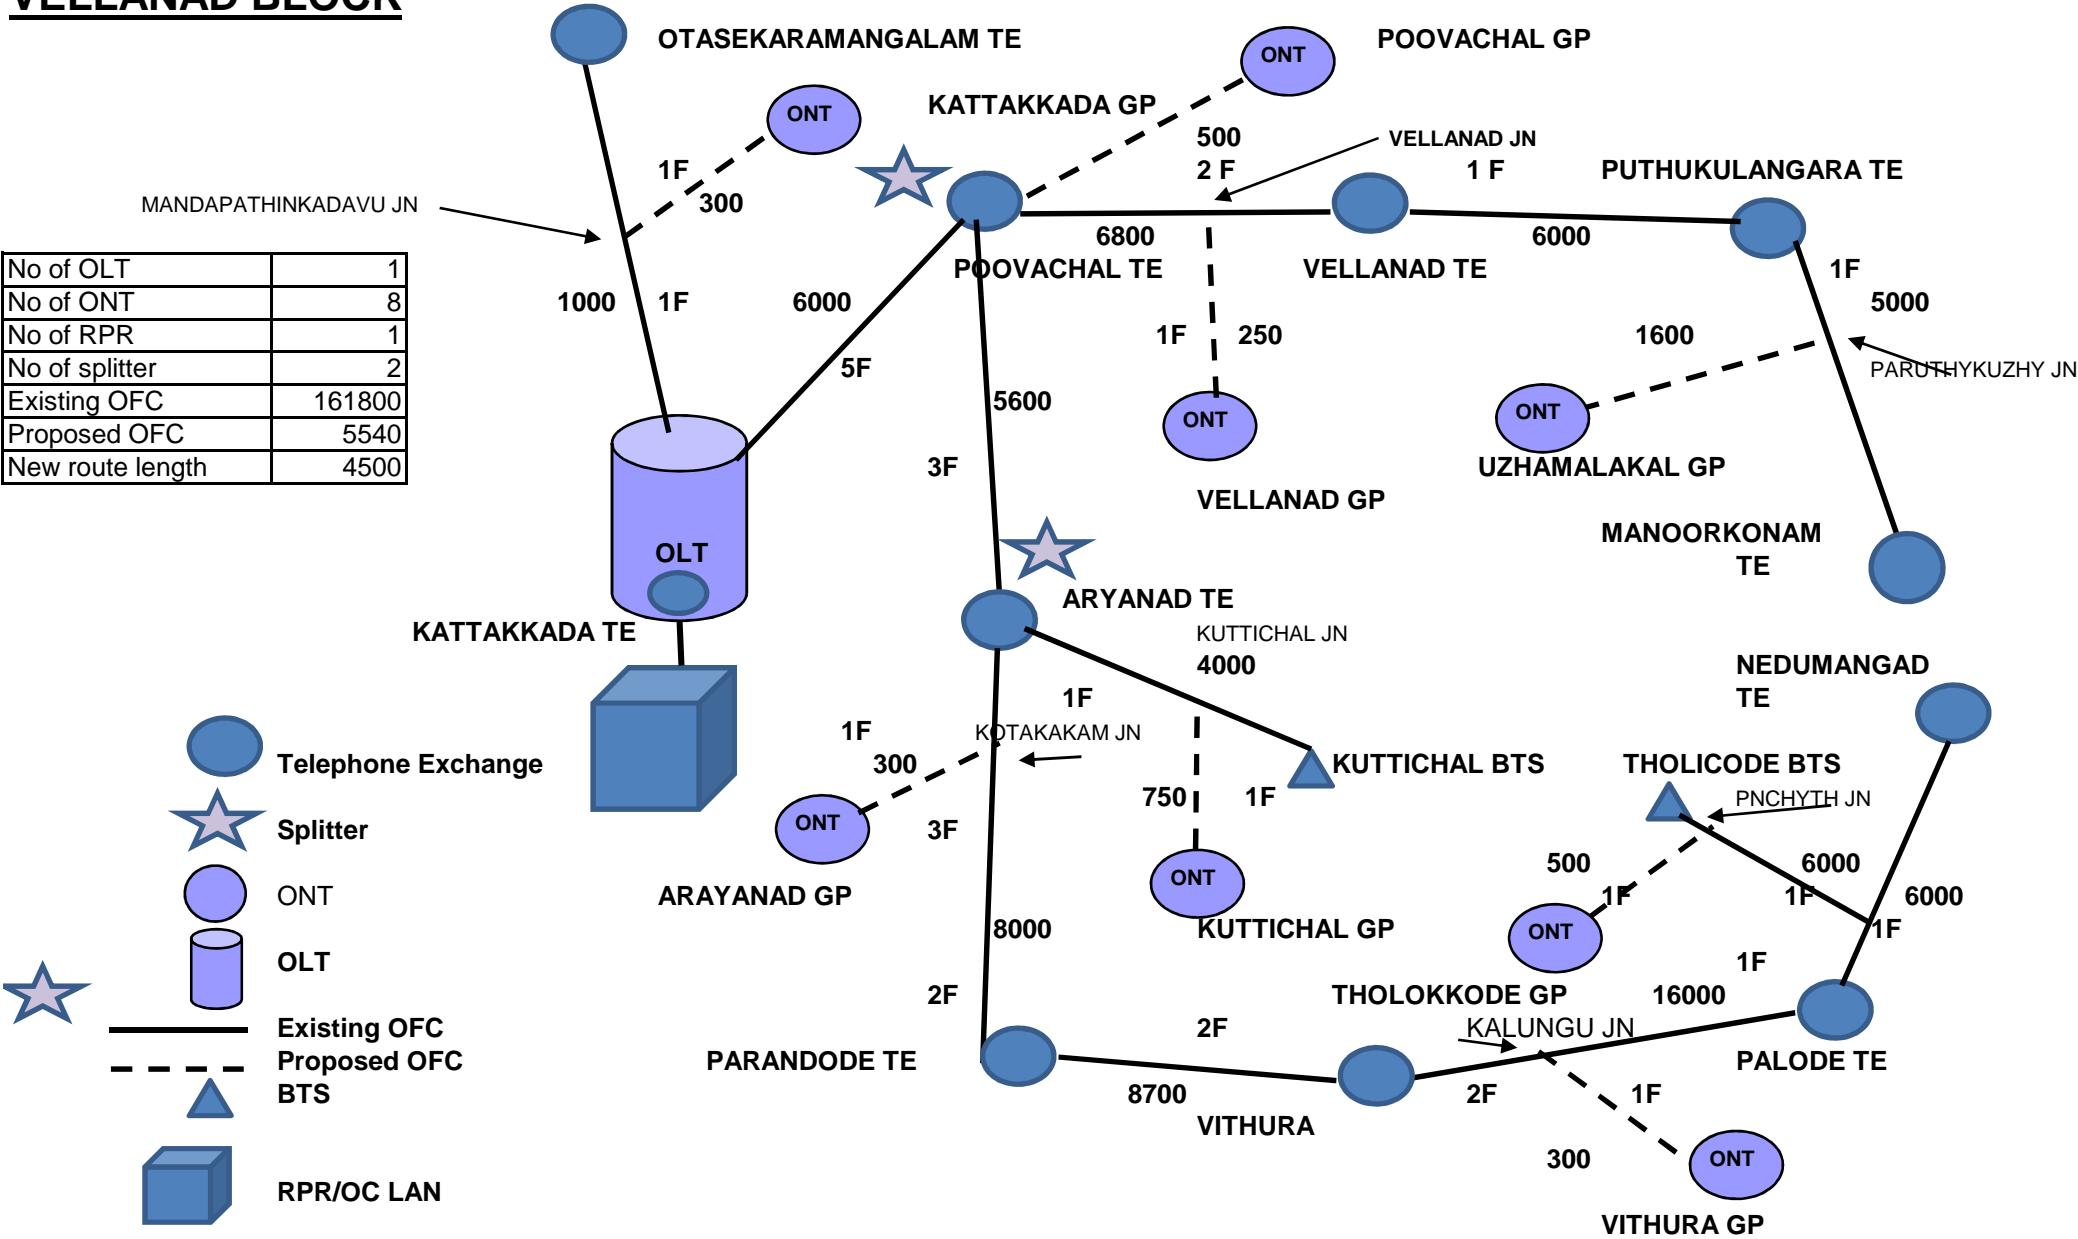 VELLANAD BLOCK
OTASEKARAMANGALAM TE
ONT
POOVACHAL GP
ONT
KATTAKKADA GP
500
VELLANAD JN
1F
2 F
1 F
PUTHUKULANGARA TE
MANDAPATHINKADAVU JN
300
6800
6000
No of OLT 1
POOVACHAL TE
VELLANAD TE
1F
No of ONT 8
1000
1F
6000
5000
No of RPR 1
1F
250
1600
No of splitter 2
5F
PARUTHYKUZHY JN
Existing OFC 161800
5600
ONT
ONT
Proposed OFC 5540
New route length 4500
3F
UZHAMALAKAL GP
VELLANAD GP
MANOORKONAM
TE
OLT
ARYANAD TE
KATTAKKADA TE
KUTTICHAL JN
4000
NEDUMANGAD
TE
1F
1F
KOTAKAKAM JN
Telephone Exchange
300
KUTTICHAL BTS
THOLICODE BTS
750
1F
PNCHYTH JN
Splitter
ONT
3F
500
6000
ONT
ONT
ARAYANAD GP
1F
1F
6000
8000
KUTTICHAL GP
ONT
1F
OLT
1F
2F
THOLOKKODE GP
16000
Existing OFC
2F
KALUNGU JN
Proposed OFC
PARANDODE TE
PALODE TE
BTS
8700
2F
1F
VITHURA
300
ONT
RPR/OC LAN
VITHURA GP